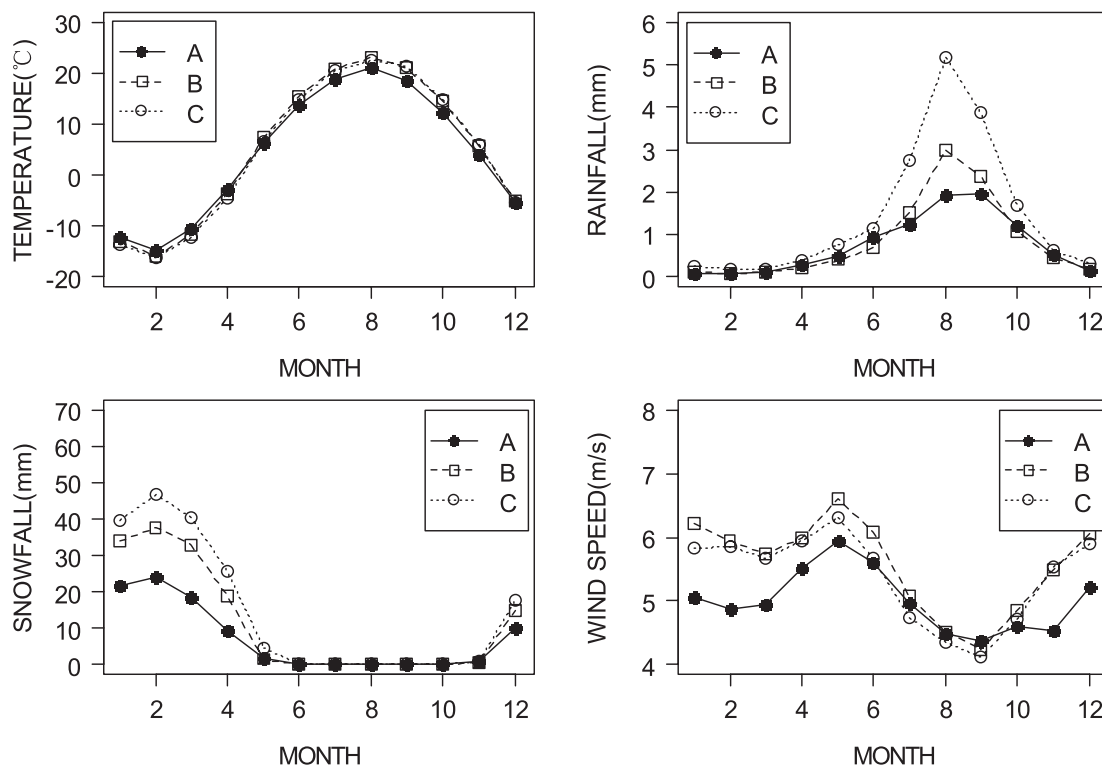 TEMPERATURE(℃)
30
20
10
0
-10
-20
A
B
C
2 4 6 8 10 12
MONTH
RAINFALL(mm)
6
5
4
3
2
1
0
A
B
C
2 4 6 8 10 12
MONTH
SNOWFALL(mm)
70
60
50
40
30
20
10
0
A
B
C
2 4 6 8 10 12
MONTH
WIND SPEED(m/s)
8
7
6
5
4
A
B
C
2 4 6 8 10 12
MONTH